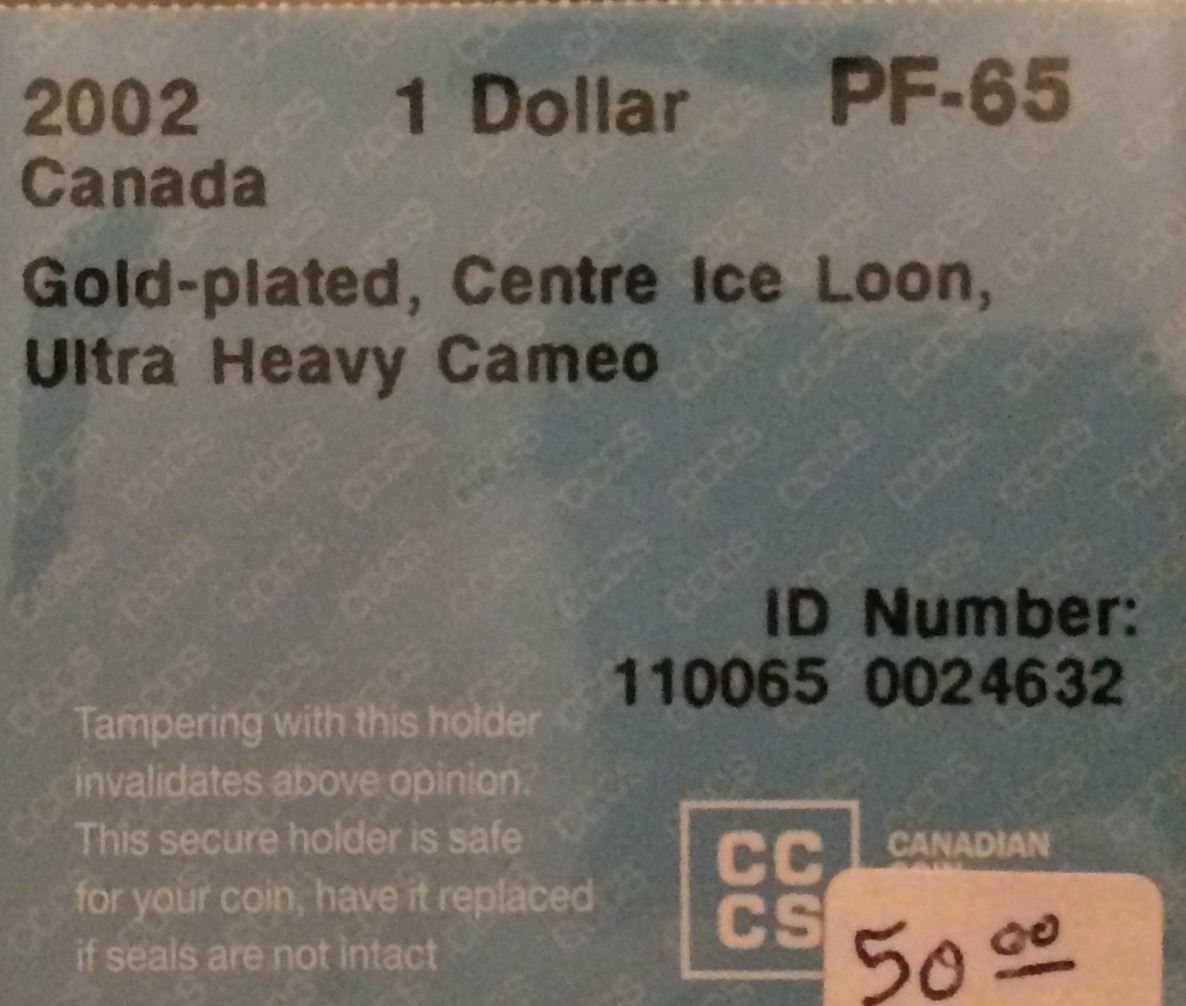 2002 1 Dollar PF-65
Canada
Gold-plated, Centre Ice Loon,
Ultra Heavy Cameo
ID Number:
110065 0024632
Tampering with this holder
invalidates above opinion.
This secure holder is safe
for your coin, have it replaced
if seals are not intact
CC
CS
CANADIAN
50 00